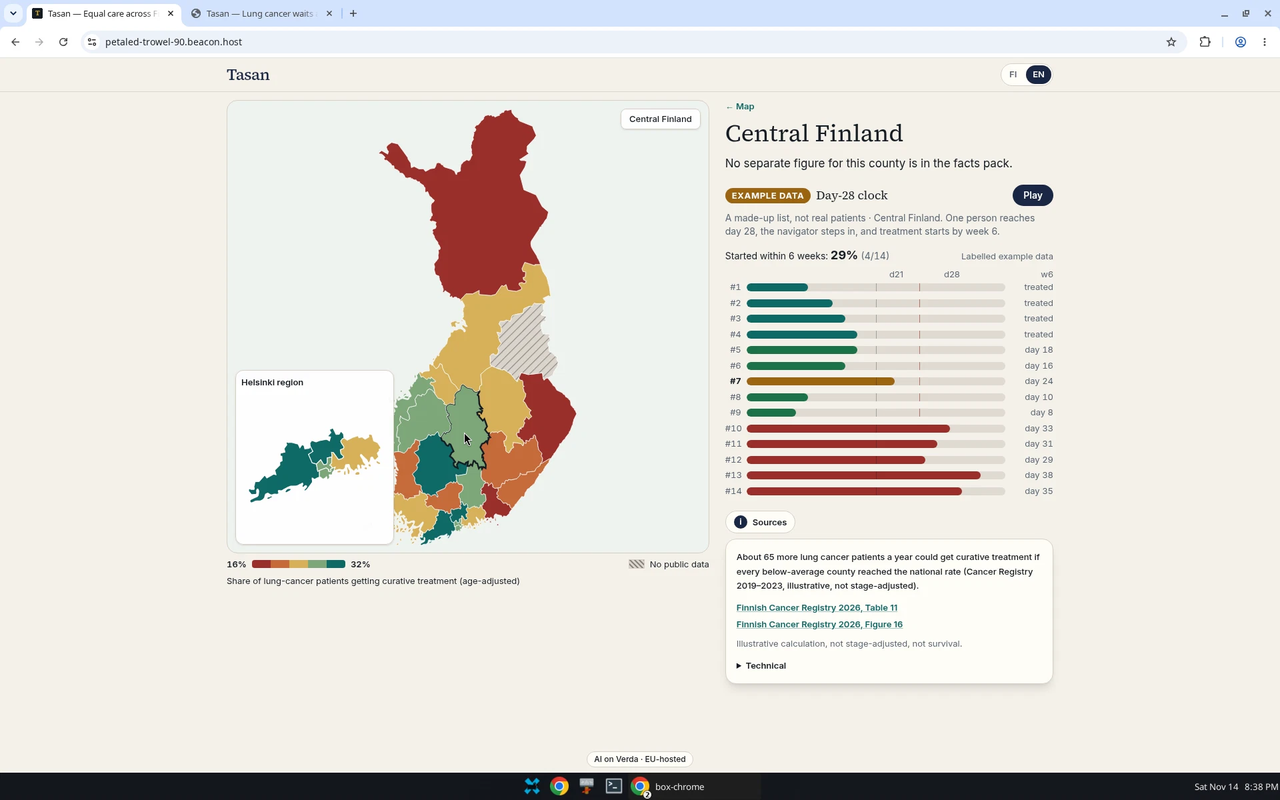 Tasan — Equal care across F
Tasan — Lung cancer waits
petaled-trowel-90.beacon.host
Tasan
FI EN
Central Finland
Helsinki region
16% 32% No public data
Share of lung-cancer patients getting curative treatment (age-adjusted)
← Map
Central Finland
No separate figure for this county is in the facts pack.
EXAMPLE DATA Day-28 clock Play
A made-up list, not real patients · Central Finland. One person reaches
day 28, the navigator steps in, and treatment starts by week 6.
Started within 6 weeks: 29% (4/14) Labelled example data
d21 d28 w6
#1 treated
#2 treated
#3 treated
#4 treated
#5 day 18
#6 day 16
#7 day 24
#8 day 10
#9 day 8
#10 day 33
#11 day 31
#12 day 29
#13 day 38
#14 day 35
i Sources
About 65 more lung cancer patients a year could get curative treatment if
every below-average county reached the national rate (Cancer Registry
2019–2023, illustrative, not stage-adjusted).
Finnish Cancer Registry 2026, Table 11
Finnish Cancer Registry 2026, Figure 16
Illustrative calculation, not stage-adjusted, not survival.
Technical
AI on Verda · EU-hosted
2 box-chrome
Sat Nov 14 8:38 PM